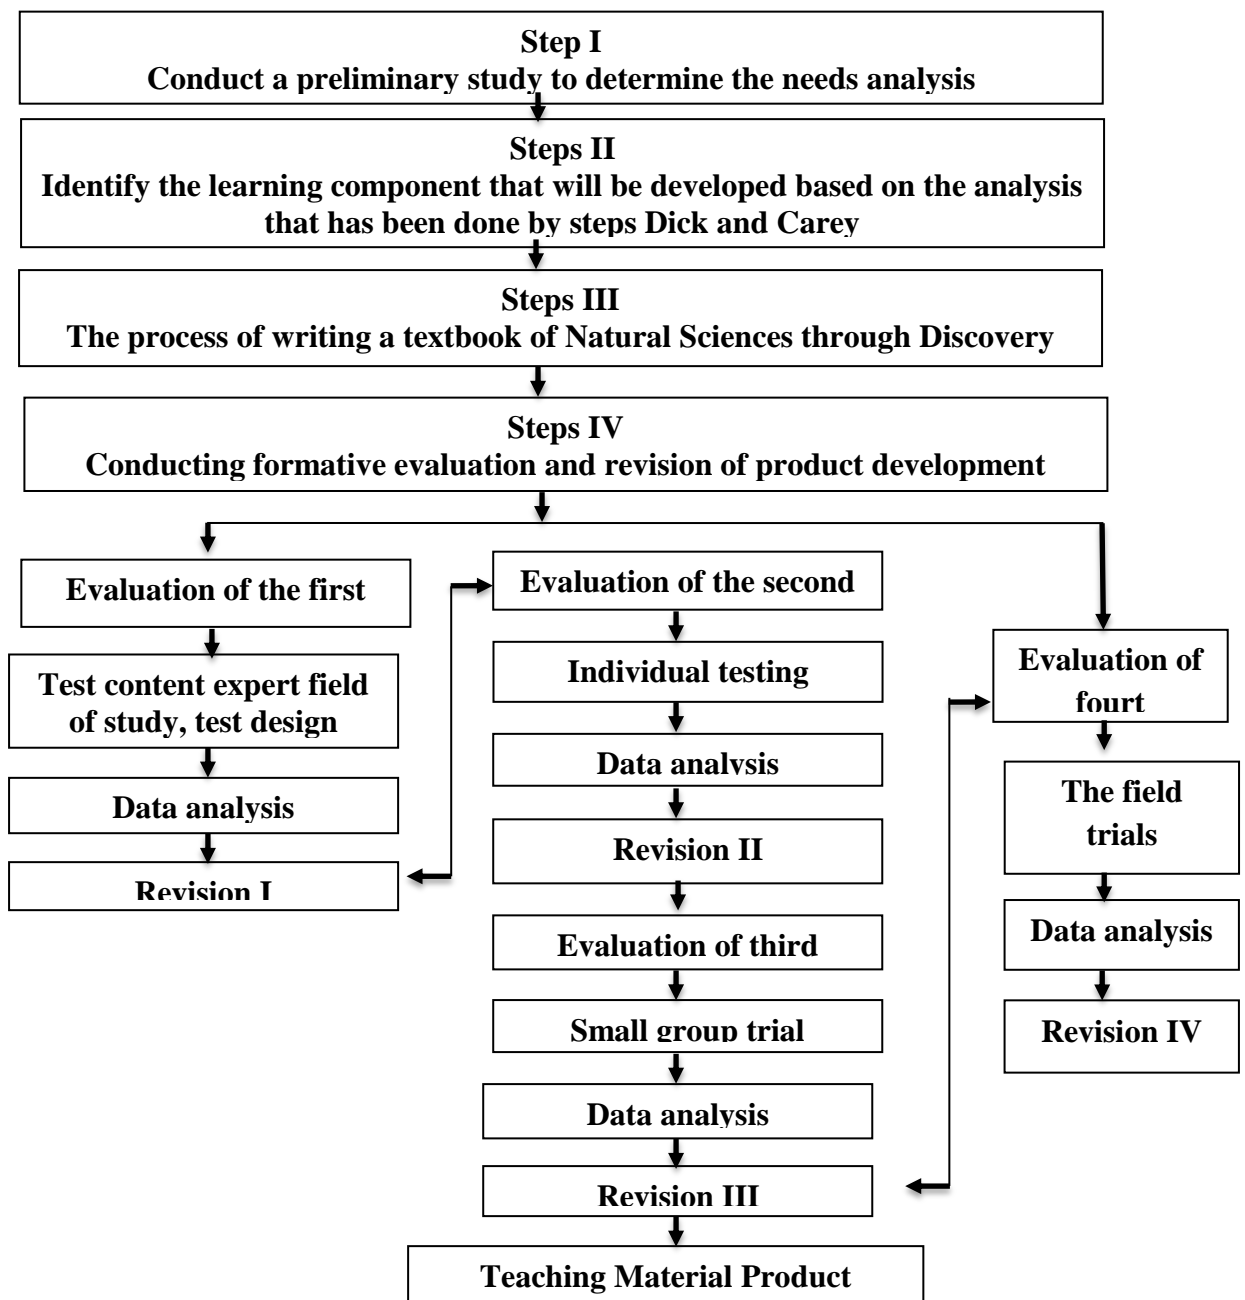 Step I
Conduct a preliminary study to determine the needs analysis
Steps II
Identify the learning component that will be developed based on the analysis
that has been done by steps Dick and Carey
Steps III
The process of writing a textbook of Natural Sciences through Discovery
Steps IV
Conducting formative evaluation and revision of product development
Evaluation of the first
Test content expert field
of study, test design
Data analysis
Revision I
Evaluation of the second
Individual testing
Data analysis
Revision II
Evaluation of third
Small group trial
Data analysis
Revision III
Teaching Material Product
Evaluation of
fourt
The field
trials
Data analysis
Revision IV